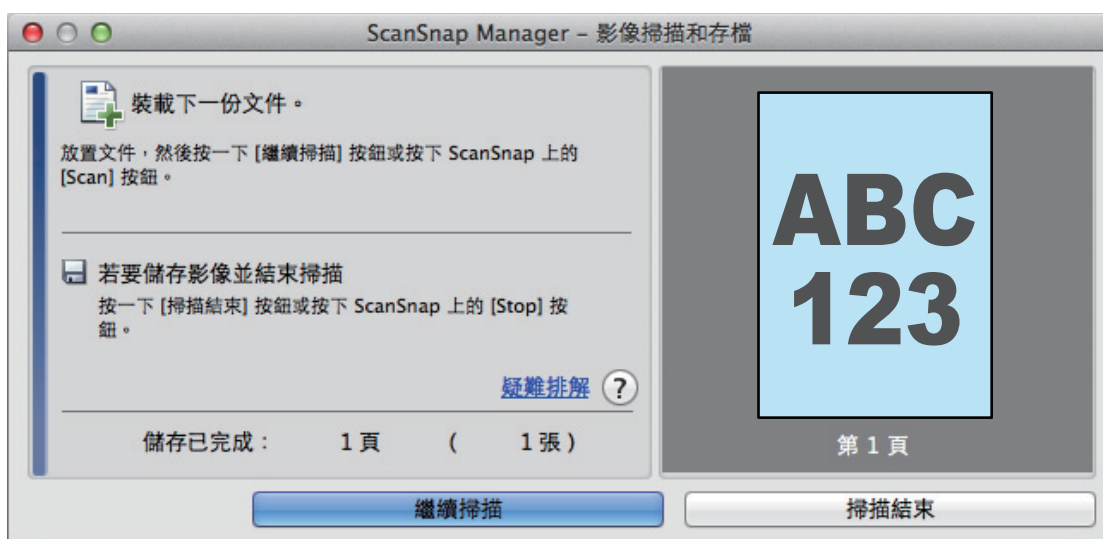 ScanSnap Manager – 影像掃描和存檔
裝載下一份文件。
放置文件，然後按一下 [繼續掃描] 按鈕或按下 ScanSnap 上的
[Scan] 按鈕。
若要儲存影像並結束掃描
按一下 [掃描結束] 按鈕或按下 ScanSnap 上的 [Stop] 按
鈕。
疑難排解 ?
儲存已完成： 1 頁 ( 1 張 )
ABC
123
第 1 頁
繼續掃描
掃描結束